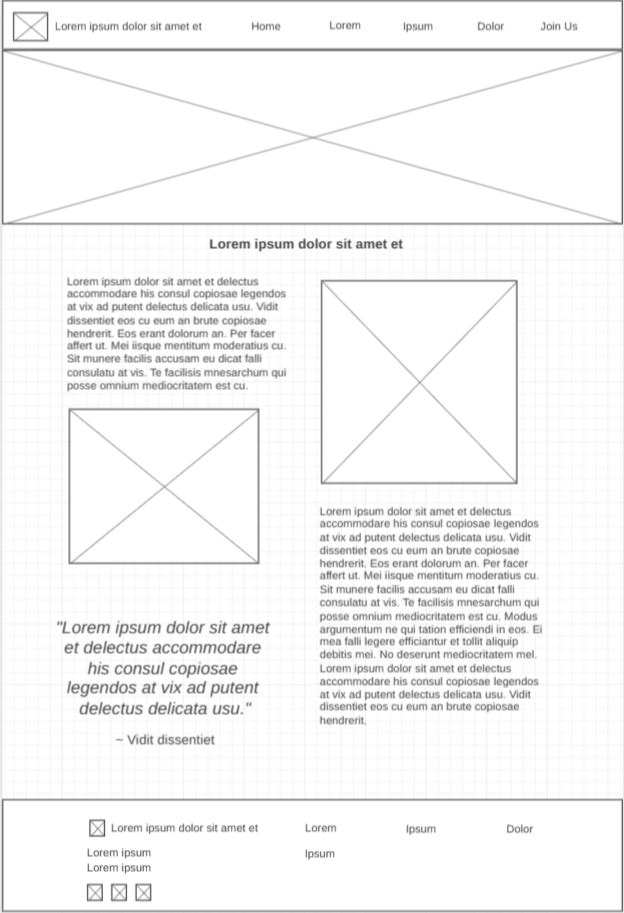 Lorem ipsum dolor sit amet et
Home
Lorem
Ipsum
Dolor
Join Us
Lorem ipsum dolor sit amet et
Lorem ipsum dolor sit amet et delectus
accommodare his consul copiosae legendos
at vix ad putent delectus delicata usu. Vidit
dissentiet eos cu eum an brute copiosae
hendrerit. Eos erant dolorum an. Per facer
affert ut. Mei iisque mentitum moderatius cu.
Sit munere facilis accusam eu dicat falli
consulatu at vis. Te facilisis mnesarchum qui
posse omnium mediocritatem est cu.
"Lorem ipsum dolor sit amet
et delectus accommodare
his consul copiosae
legendos at vix ad putent
delectus delicata usu."
~ Vidit dissentiet
Lorem ipsum dolor sit amet et delectus
accommodare his consul copiosae legendos
at vix ad putent delectus delicata usu. Vidit
dissentiet eos cu eum an brute copiosae
hendrerit. Eos erant dolorum an. Per facer
affert ut. Mei iisque mentitum moderatius cu.
Sit munere facilis accusam eu dicat falli
consulatu at vis. Te facilisis mnesarchum qui
posse omnium mediocritatem est cu. Modus
argumentum ne qui tation efficiendi in eos. Ei
mea falli legere efficiantur et tollit aliquip
debitis mei. No deserunt mediocritatem mel.
Lorem ipsum dolor sit amet et delectus
accommodare his consul copiosae legendos
at vix ad putent delectus delicata usu. Vidit
dissentiet eos cu eum an brute copiosae
hendrerit.
Lorem ipsum dolor sit amet et
Lorem ipsum
Lorem ipsum
Lorem
Ipsum
Ipsum
Dolor